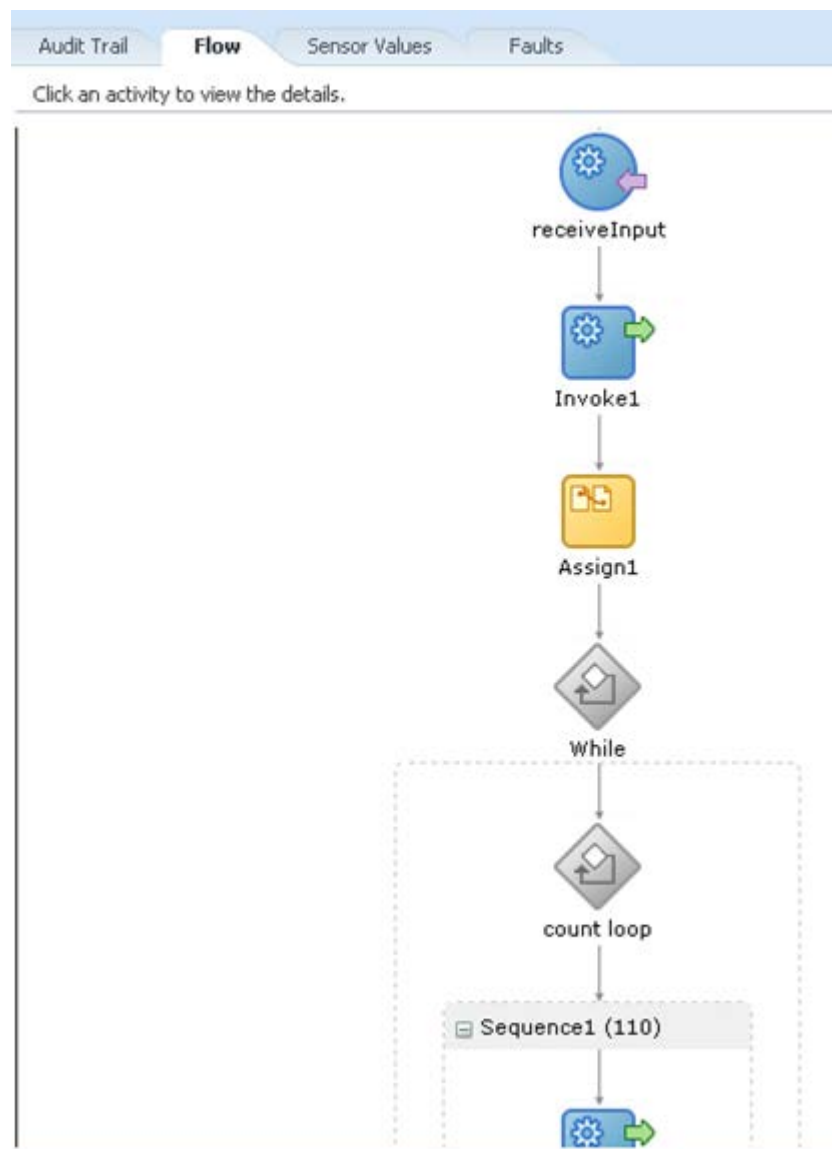 Audit Trail Flow Sensor Values Faults
Click an activity to view the details.
receiveInput
Invoke1
Assign1
While
count loop
Sequence1 (110)